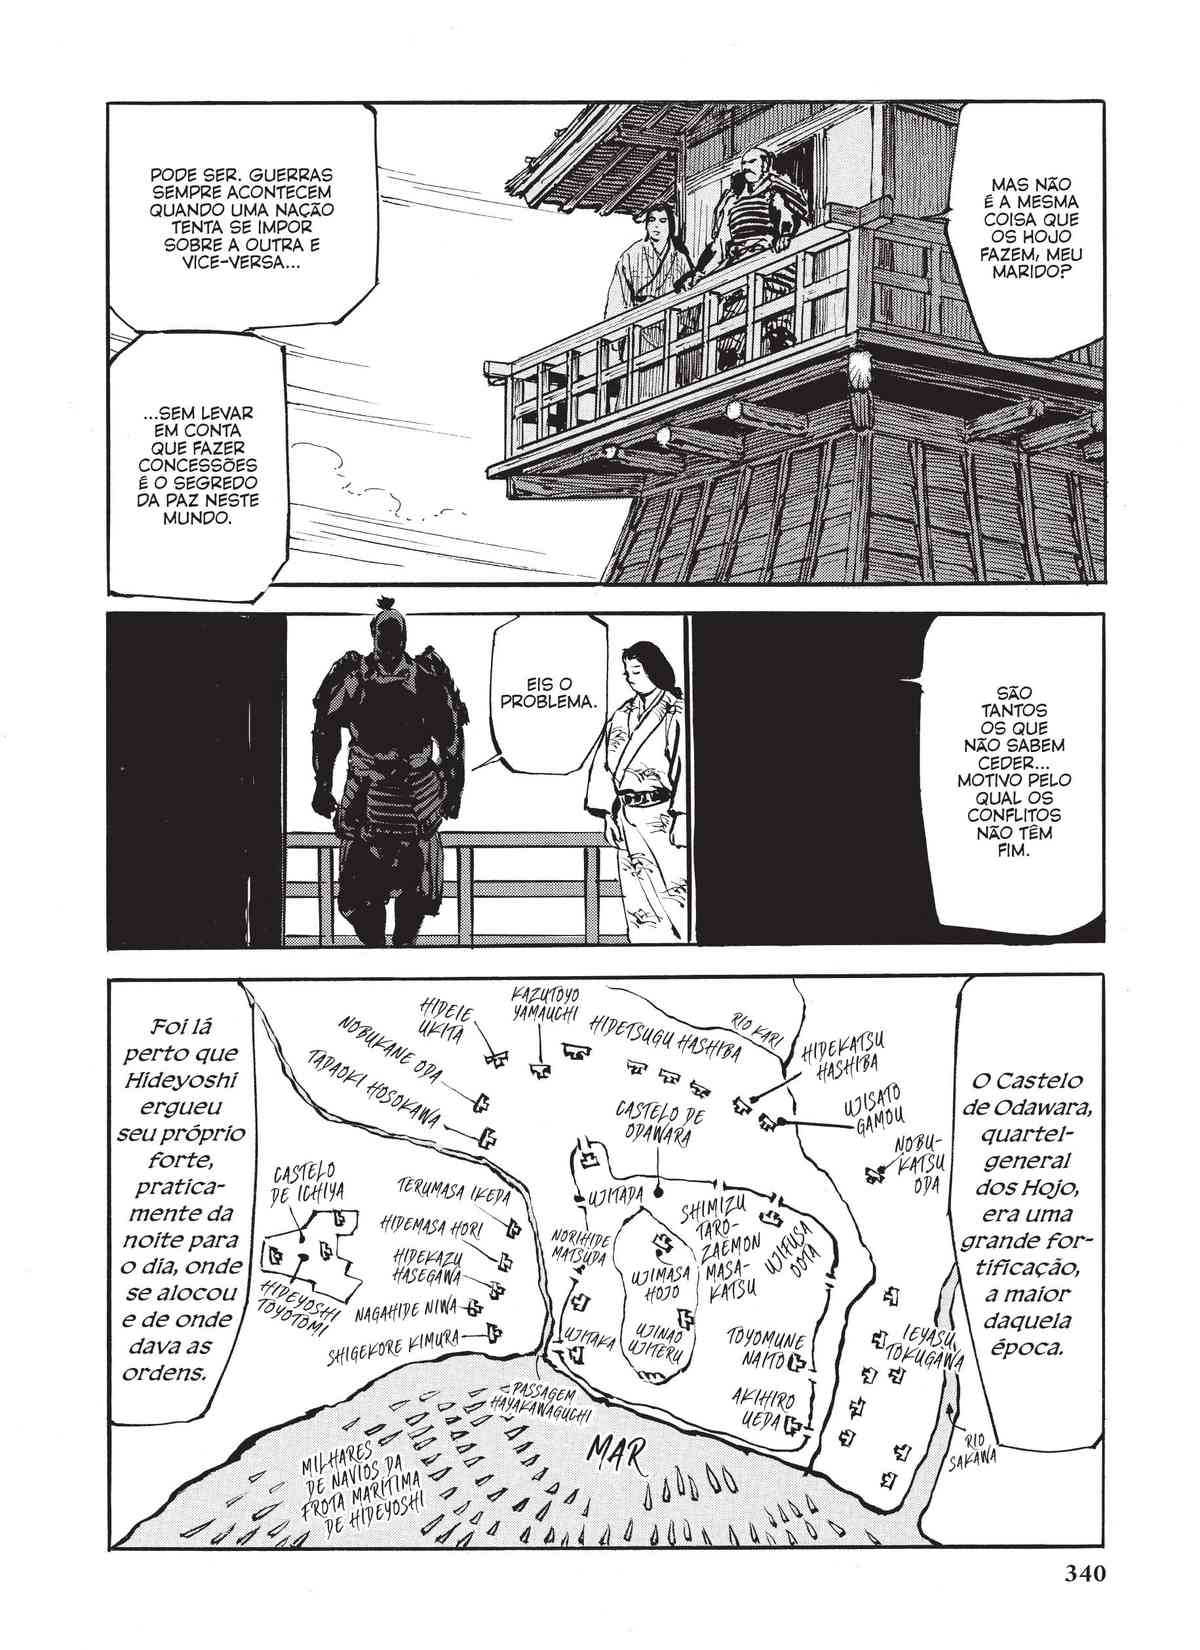 MAS NÃO
É A MESMA
COISA QUE
OS HOJO
FAZEM, MEU
MARIDO?
PODE SER. GUERRAS
SEMPRE ACONTECEM
QUANDO UMA NAÇÃO
TENTA SE IMPOR
SOBRE A OUTRA E
VICE-VERSA...
...SEM LEVAR
EM CONTA
QUE FAZER
CONCESSÕES
É O SEGREDO
DA PAZ NESTE
MUNDO.
SÃO
TANTOS
OS QUE
NÃO SABEM
CEDER...
MOTIVO PELO
QUAL OS
CONFLITOS
NÃO TÊM
FIM.
EIS O
PROBLEMA.
O Castelo
de Odawara,
quartel-
general
dos Hojo,
era uma
grande for-
tificação,
a maior
daquela
época.
Foi lá
perto que
Hideyoshi
ergueu
seu próprio
forte,
pratica-
mente da
noite para
o dia, onde
se alocou
e de onde
dava as
ordens.
KAZUTOYO
YAMAUCHI
HIDEIE
UKITA
NOBUKANE ODA
TADAOKI HOSOKAWA
HIDETSUGU HASHIBA
RIO KARI
HIDEKATSU
HASHIBA
UJISATO
GAMOU
NOBU-
KATSU
ODA
CASTELO DE
ODAWARA
CASTELO
DE ICHIYA
HIDEYOSHI
TOYOTOMI
TERUMASA IKEDA
HIDEMASA HORI
HIDEKAZU
HASEGAWA
NAGAHIDE NIWA
SHIGEKORE KIMURA
UJITADA
NORIHIDE
MATSUDA
SHIMIZU
TARO-
ZAEMON
MASA-
KATSU
UJIFUSA
OOTA
UJIMASA
HOJO
UJINAO
UJITERU
UJITAKA
TOYOMUNE
NAITO
AKIHIRO
UEDA
IEYASU
TOKUGAWA
RIO
SAKAWA
PASSAGEM
HAYAKAWAGUCHI
MAR
MILHARES
DE NAVIOS DA
FROTA MARÍTIMA
DE HIDEYOSHI
340